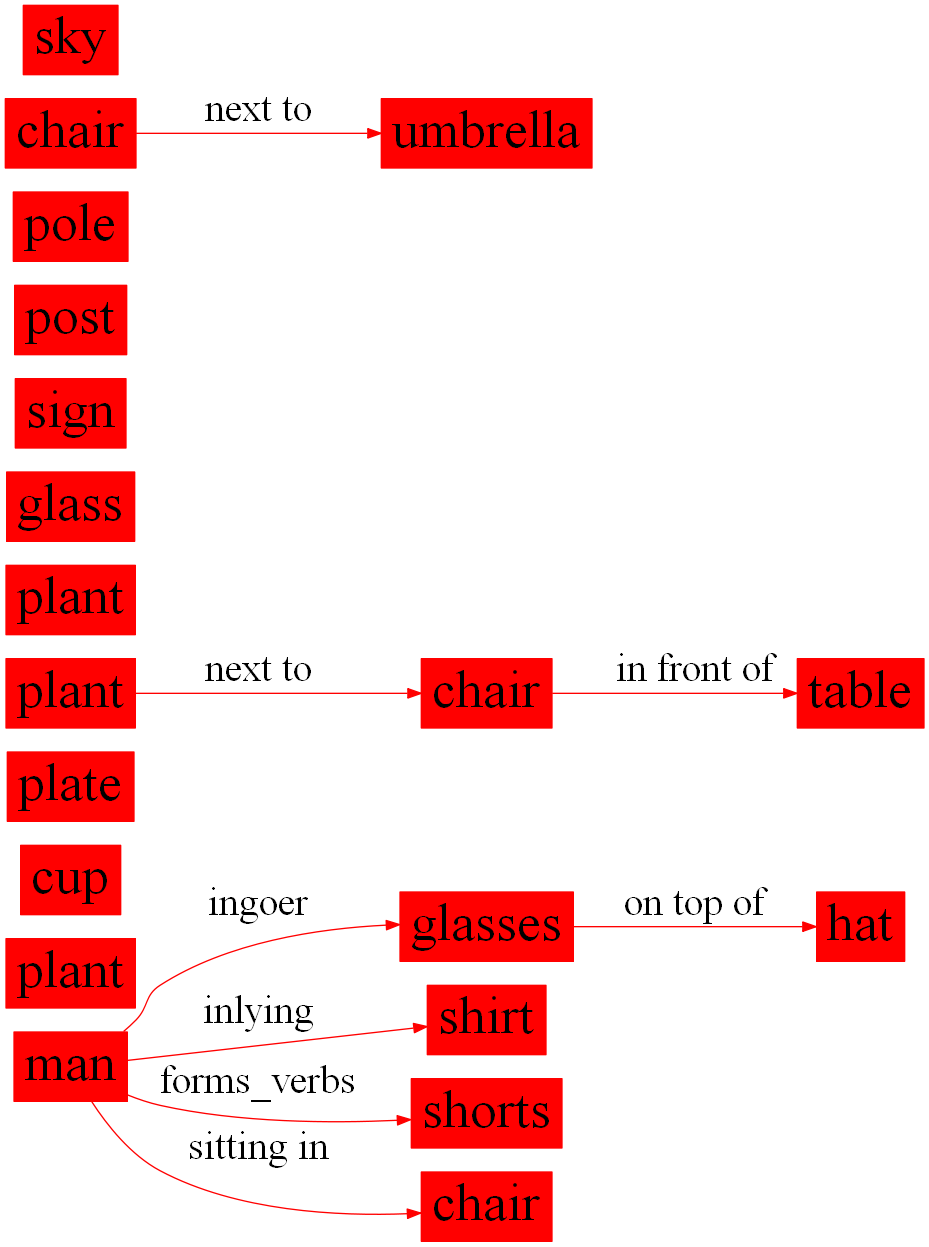 sky
chair next to umbrella
pole
post
sign
glass
plant
plant next to chair in front of table
plate
cup
ingoer glasses on top of hat
plant
inlying shirt
man
forms_verbs shorts
sitting in chair